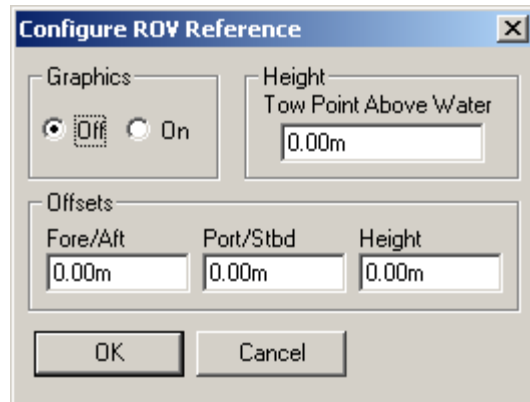 Configure ROV Reference
Graphics
Off On
Height
Tow Point Above Water
0.00m
Offsets
Fore/Aft Port/Stbd Height
0.00m 0.00m 0.00m
OK Cancel